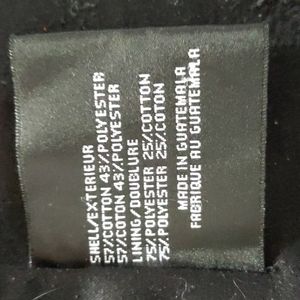 SHELL/EXTERIEUR
57%COTTON 43%POLYESTER
57%COTON 43%POLYESTER
LINING/DOUBLURE
75%POLYESTER 25%COTTON
75%POLYESTER 25%COTON
MADE IN GUATEMALA
FABRIQUE AU GUATEMALA